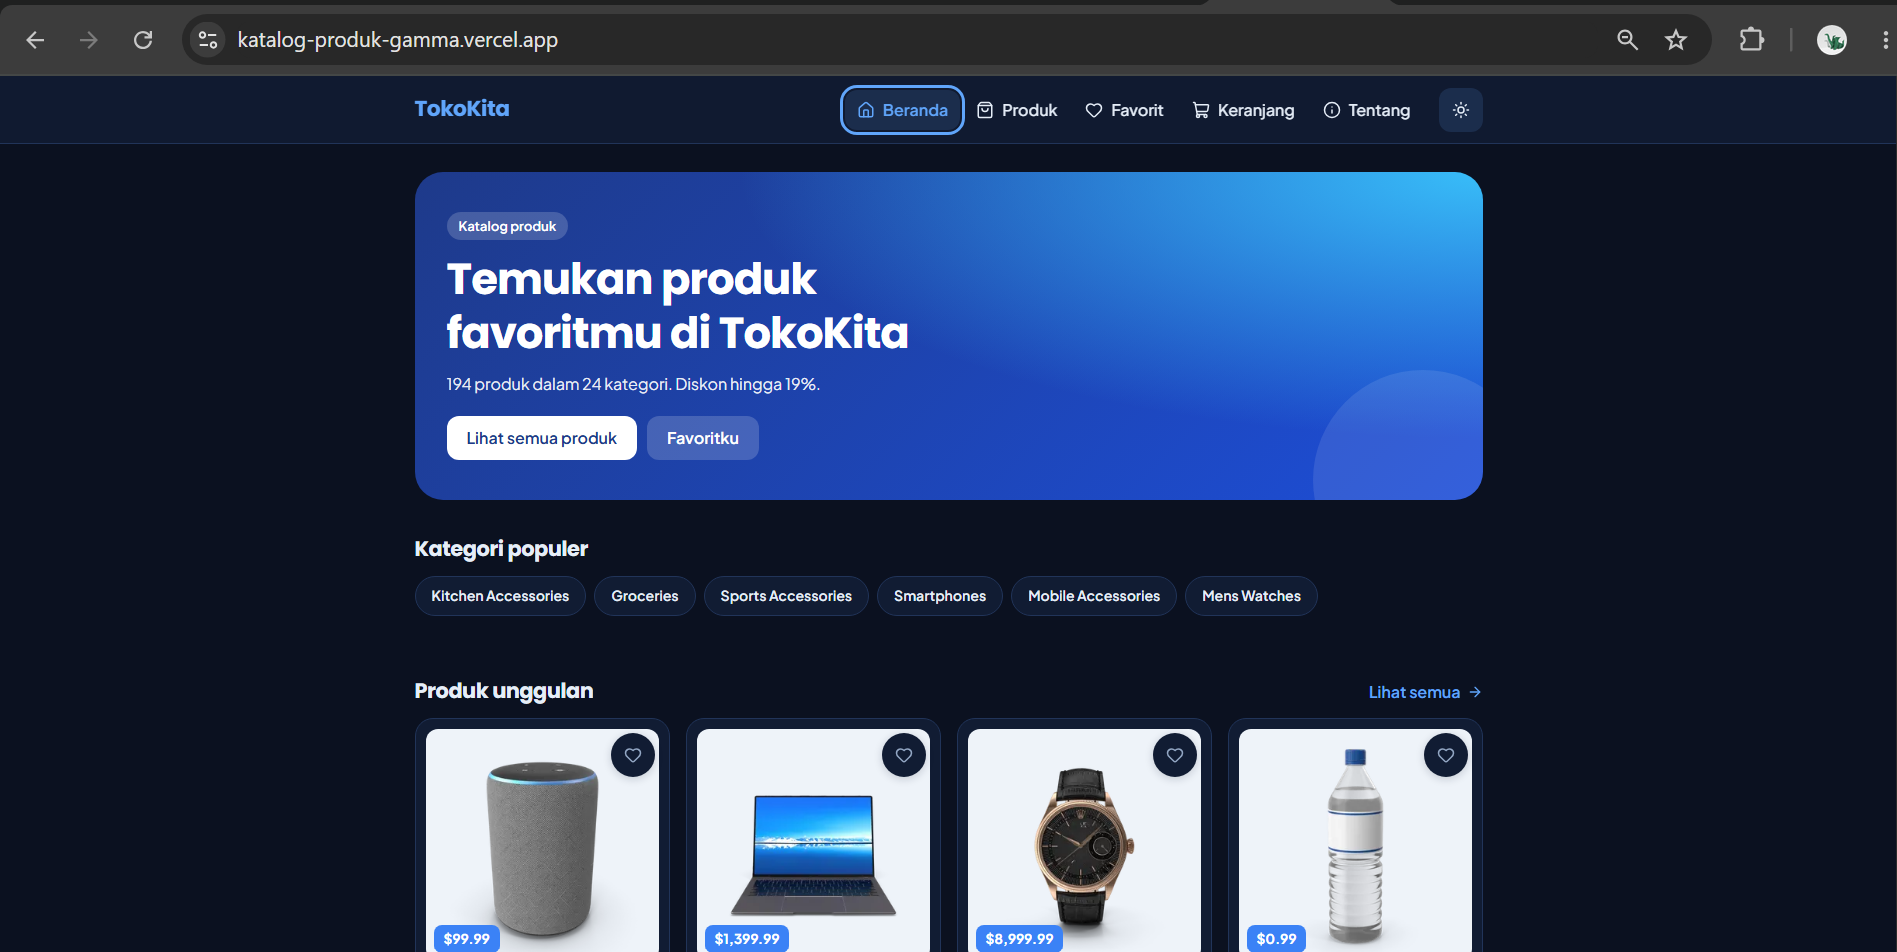 katalog-produk-gamma.vercel.app
TokoKita
Beranda
Produk
Favorit
Keranjang
Tentang
Katalog produk
Temukan produk
favoritmu di TokoKita
194 produk dalam 24 kategori. Diskon hingga 19%.
Lihat semua produk
Favoritku
Kategori populer
Kitchen Accessories
Groceries
Sports Accessories
Smartphones
Mobile Accessories
Mens Watches
Produk unggulan
Lihat semua →
$99.99
$1,399.99
$8,999.99
$0.99